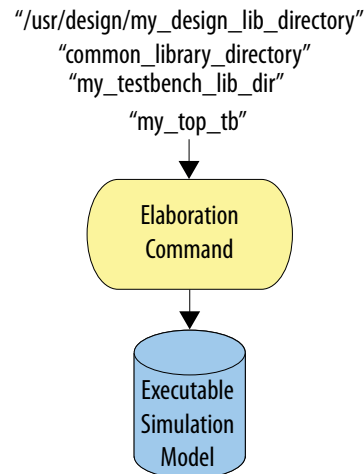 “/usr/design/my_design_lib_directory”
“common_library_directory”
“my_testbench_lib_dir”
“my_top_tb”
Elaboration
Command
Executable
Simulation
Model